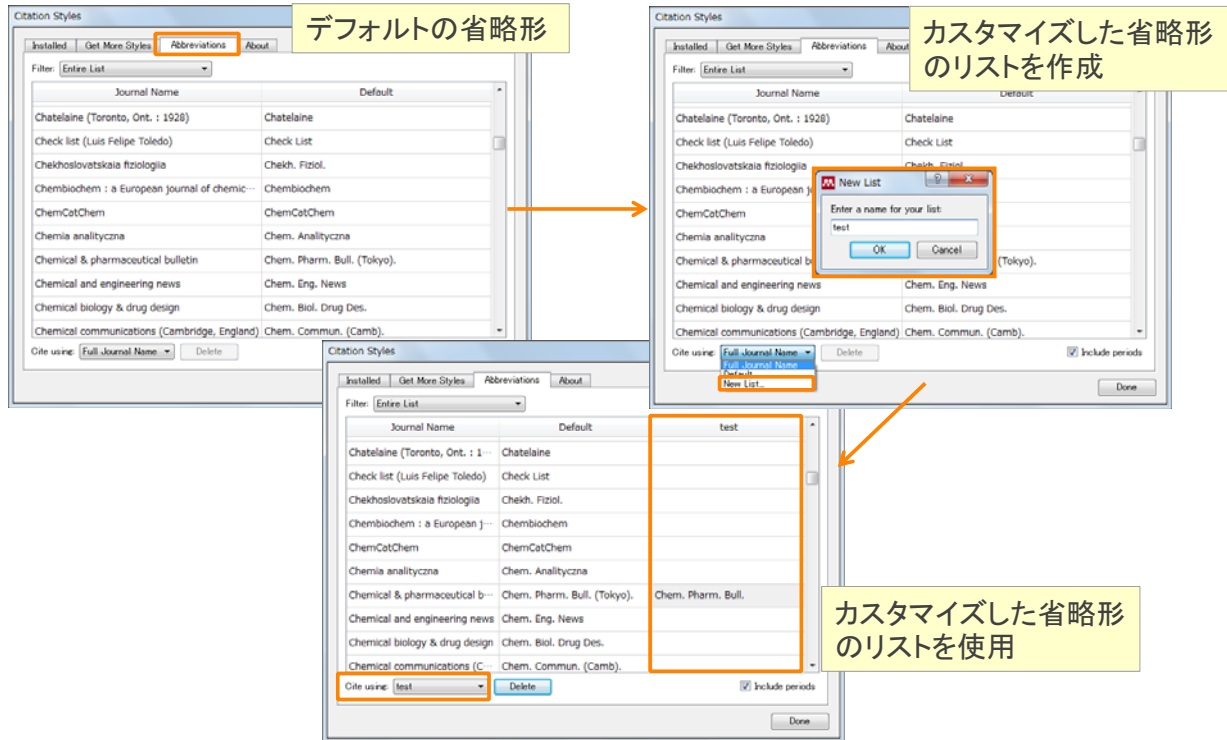 Citation Styles
デフォルトの省略形
Installed Get More Styles Abbreviations About
Filter: Entire List
Journal Name Default
Chatelaine (Toronto, Ont. : 1928) Chatelaine
Check list (Luis Felipe Toledo) Check List
Chekhoslovatskaia fiziologiia Chekh. Fiziol.
Chembiochem : a European journal of chemic… Chembiochem
ChemCatChem ChemCatChem
Chemia analityczna Chem. Analityczna
Chemical & pharmaceutical bulletin Chem. Pharm. Bull. (Tokyo).
Chemical and engineering news Chem. Eng. News
Chemical biology & drug design Chem. Biol. Drug Des.
Chemical communications (Cambridge, England) Chem. Commun. (Camb).
Cite using: Full Journal Name Delete
Citation Styles
カスタマイズした省略形
のリストを作成
Installed Get More Styles Abbreviations About
Filter: Entire List
Journal Name Default
Chatelaine (Toronto, Ont. : 1928) Chatelaine
Check list (Luis Felipe Toledo) Check List
Chekhoslovatskaia fiziologiia Chekh. Fiziol.
Chembiochem : a European j
ChemCatChem
Chemia analityczna
Chemical & pharmaceutical b (Tokyo).
Chemical and engineering news Chem. Eng. News
Chemical biology & drug design Chem. Biol. Drug Des.
Chemical communications (Cambridge, England) Chem. Commun. (Camb).
New List
Enter a name for your list:
test
OK Cancel
Cite using: Full Journal Name Delete Include periods
Full Journal Name
Default
New List...
Done
Citation Styles
Installed Get More Styles Abbreviations About
Filter: Entire List
Journal Name Default test
Chatelaine (Toronto, Ont. : 1… Chatelaine
Check list (Luis Felipe Toledo) Check List
Chekhoslovatskaia fiziologiia Chekh. Fiziol.
Chembiochem : a European j… Chembiochem
ChemCatChem ChemCatChem
Chemia analityczna Chem. Analityczna
Chemical & pharmaceutical b… Chem. Pharm. Bull. (Tokyo). Chem. Pharm. Bull.
Chemical and engineering news Chem. Eng. News
Chemical biology & drug design Chem. Biol. Drug Des.
Chemical communications (C… Chem. Commun. (Camb).
Cite using: test Delete Include periods
Done
カスタマイズした省略形
のリストを使用